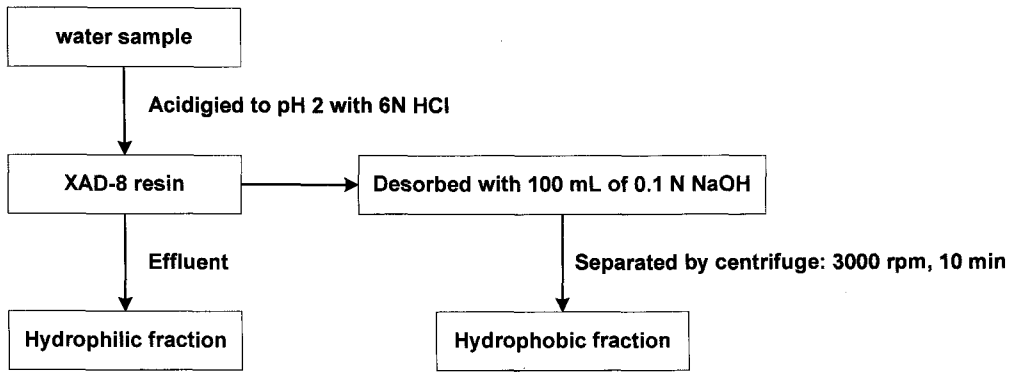 water sample
Acidigied to pH 2 with 6N HCl
XAD-8 resin
Desorbed with 100 mL of 0.1 N NaOH
Effluent
Separated by centrifuge: 3000 rpm, 10 min
Hydrophilic fraction
Hydrophobic fraction